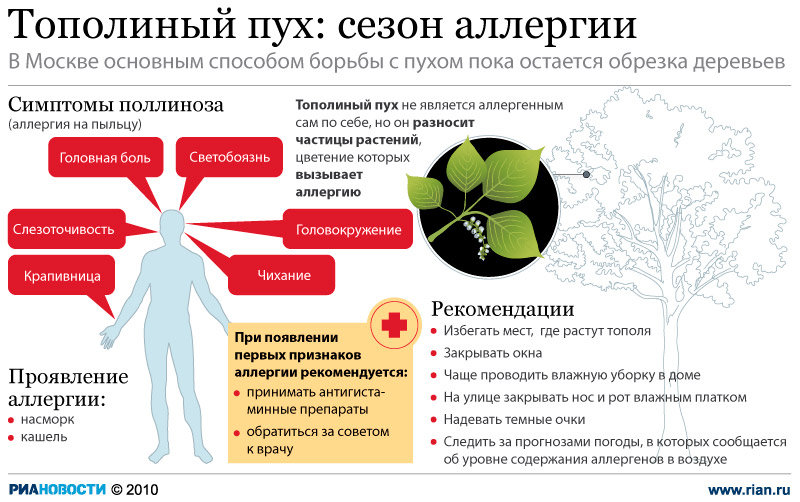 Тополиный пух: сезон аллергии
В Москве основным способом борьбы с пухом пока остается обрезка деревьев
Симптомы поллиноза
(аллергия на пыльцу)
Головная боль
Светобоязнь
Слезоточивость
Головокружение
Крапивница
Чихание
Тополиный пух не является аллергенным
сам по себе, но он разносит
частицы растений,
цветение которых
вызывает
аллергию
Проявление
аллергии:
насморк
кашель
При появлении
первых признаков
аллергии рекомендуется:
принимать антигиста-
минные препараты
обратиться за советом
к врачу
Рекомендации
Избегать мест, где растут тополя
Закрывать окна
Чаще проводить влажную уборку в доме
На улице закрывать нос и рот влажным платком
Надевать темные очки
Следить за прогнозами погоды, в которых сообщается
об уровне содержания аллергенов в воздухе
РИАНОВОСТИ © 2010
www.rian.ru